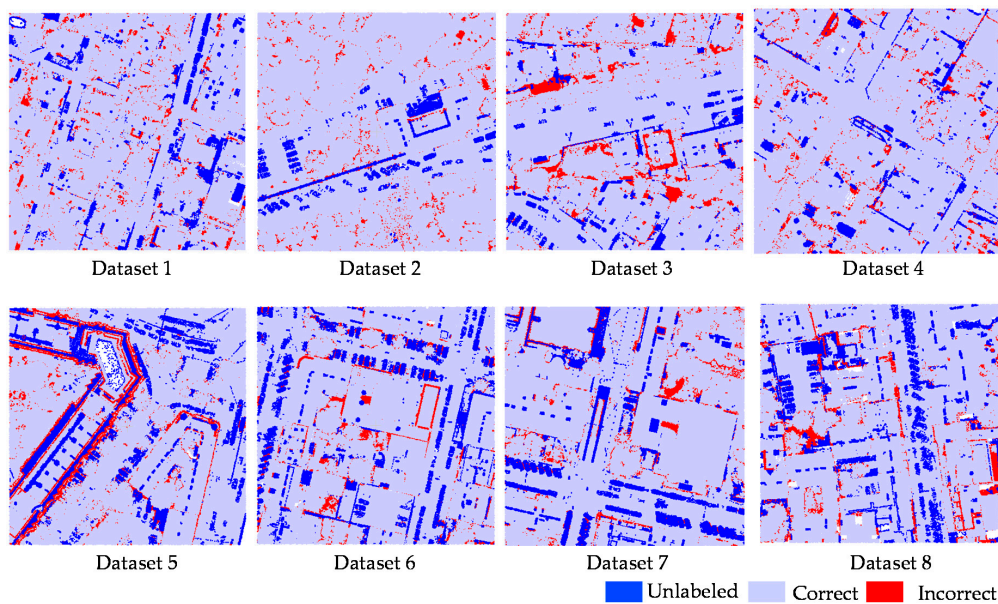 Dataset 1
Dataset 2
Dataset 3
Dataset 4
Dataset 5
Dataset 6
Dataset 7
Dataset 8
Unlabeled
Correct
Incorrect